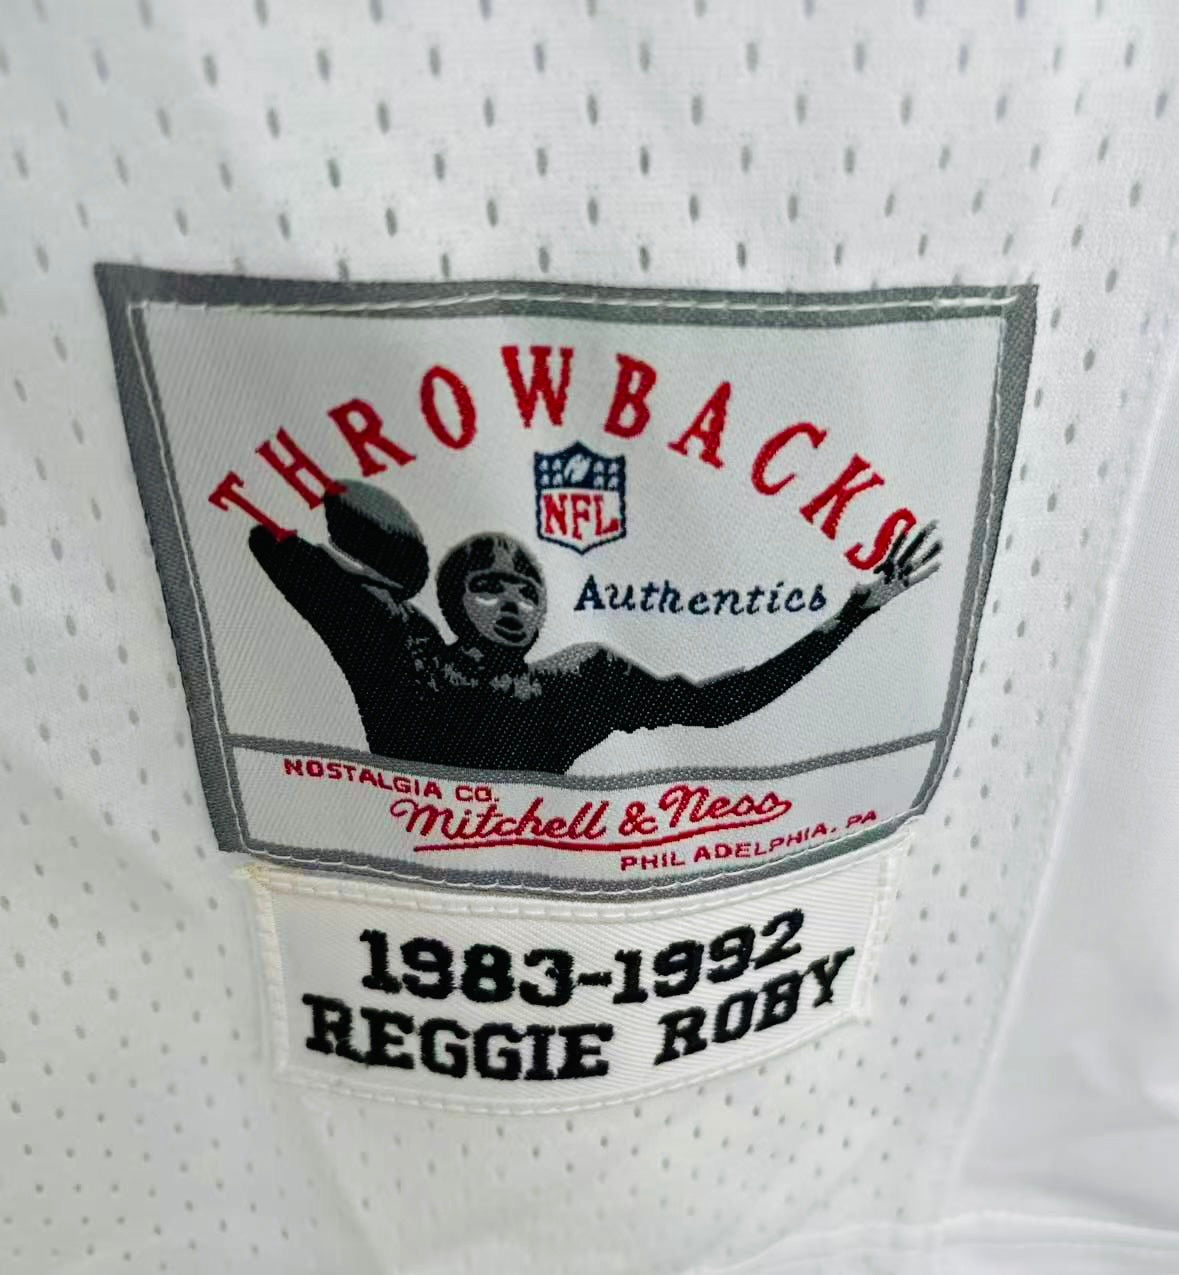 THROWBACKS
NFL
Authentics
NOSTALGIA CO.
Mitchell & Ness
PHILADELPHIA, PA
1983-1992
REGGIE ROBY